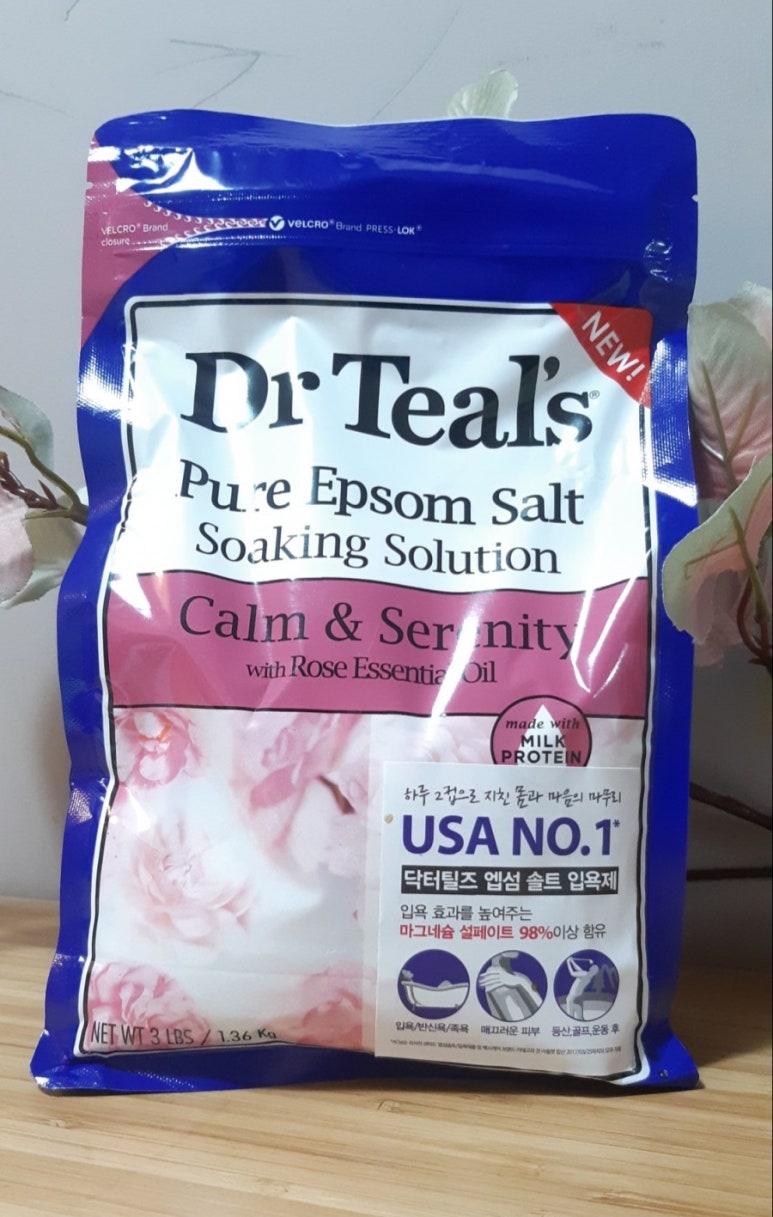 VELCRO® Brand
closure
VELCRO® Brand PRESS-LOK®
NEW!
Dr Teal's®
Pure Epsom Salt
Soaking Solution
Calm & Serenity
with Rose Essential Oil
made with
MILK
PROTEIN
하루 2컵으로 지친 몸과 마음의 마무리
USA NO.1*
닥터틸즈 엡섬 솔트 입욕제
입욕 효과를 높여주는
마그네슘 설페이트 98%이상 함유
입욕/반신욕/족욕 매끄러운 피부 등산,골프,운동 후
NET WT 3 LBS / 1.36 Kg